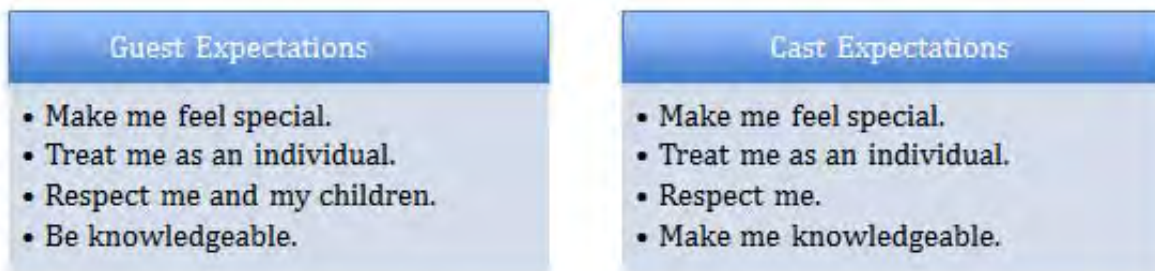 Guest Expectations
• Make me feel special.
• Treat me as an individual.
• Respect me and my children.
• Be knowledgeable.
Cast Expectations
• Make me feel special.
• Treat me as an individual.
• Respect me.
• Make me knowledgeable.